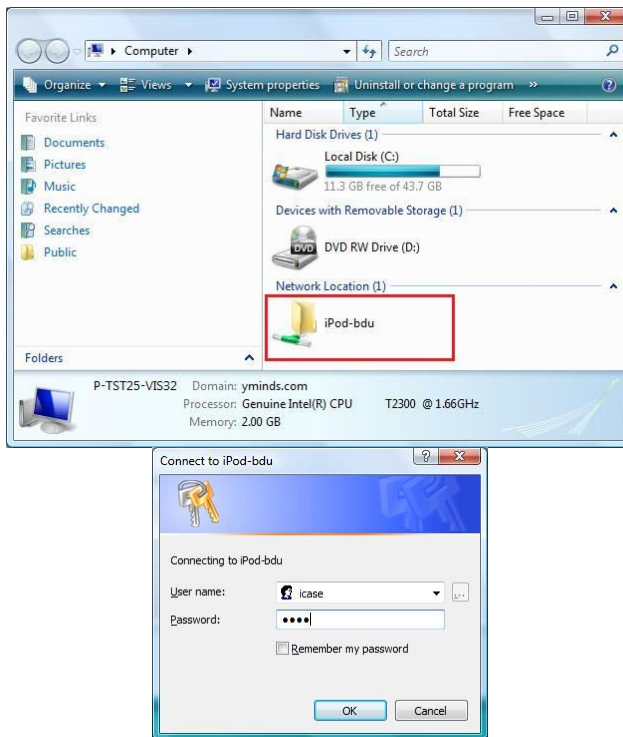 Computer
Search
Organize Views System properties Uninstall or change a program »
Favorite Links
Documents
Pictures
Music
Recently Changed
Searches
Public
Folders
Name Type Total Size Free Space
Hard Disk Drives (1)
Local Disk (C:)
11.3 GB free of 43.7 GB
Devices with Removable Storage (1)
DVD
DVD RW Drive (D:)
Network Location (1)
iPod-bdu
P-TST25-VIS32 Domain: yminds.com
Processor: Genuine Intel(R) CPU T2300 @ 1.66GHz
Memory: 2.00 GB
Connect to iPod-bdu
Connecting to iPod-bdu
User name: icase
...
Password: ••••
Remember my password
OK Cancel